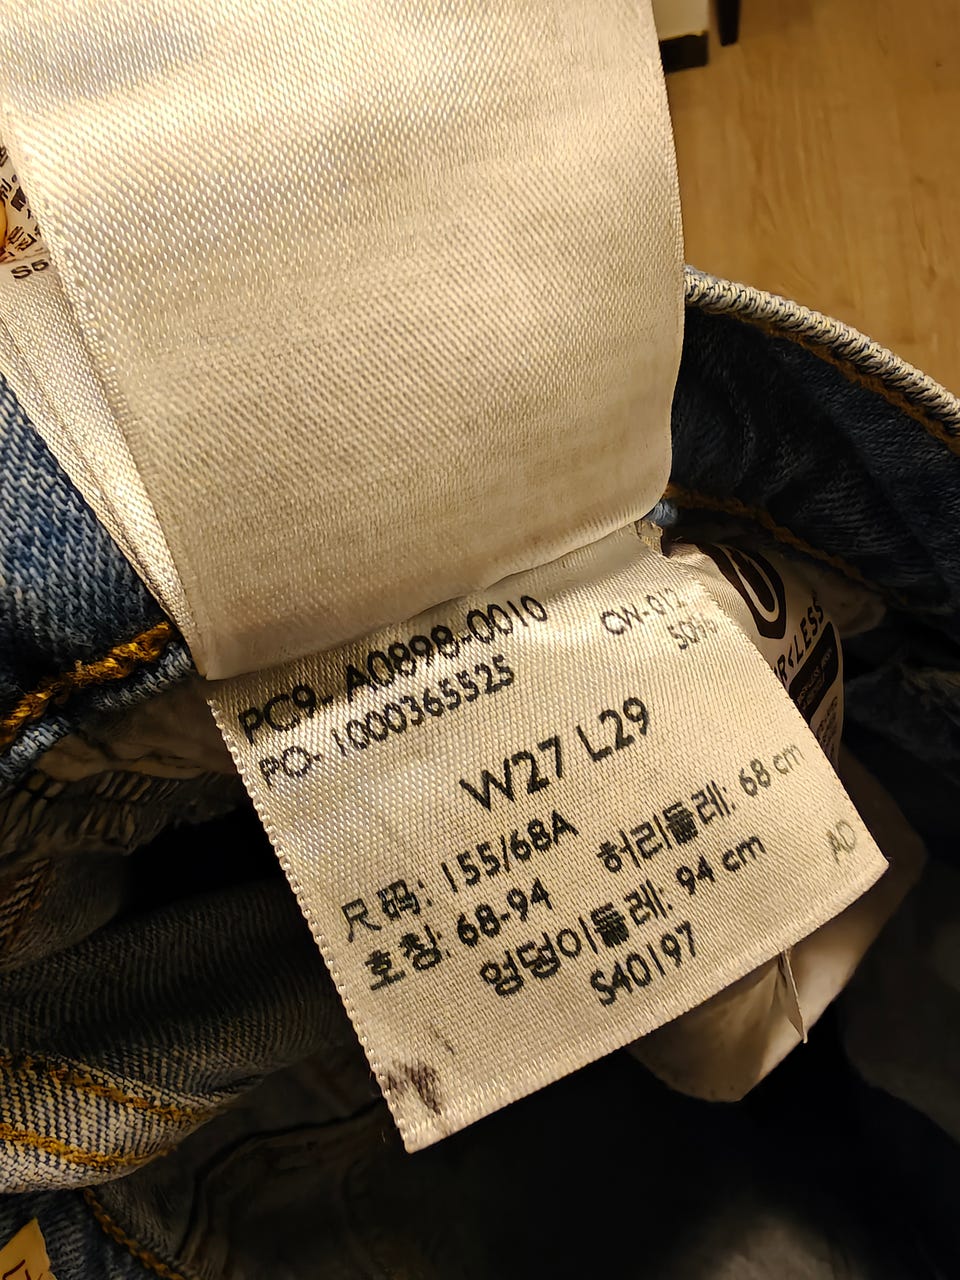 PC9- A0898-0010
PO- 1000365525
W27 L29
尺码: 155/68A
호칭: 68-94 허리둘레: 68 cm
엉덩이둘레: 94 cm
S40197
AO